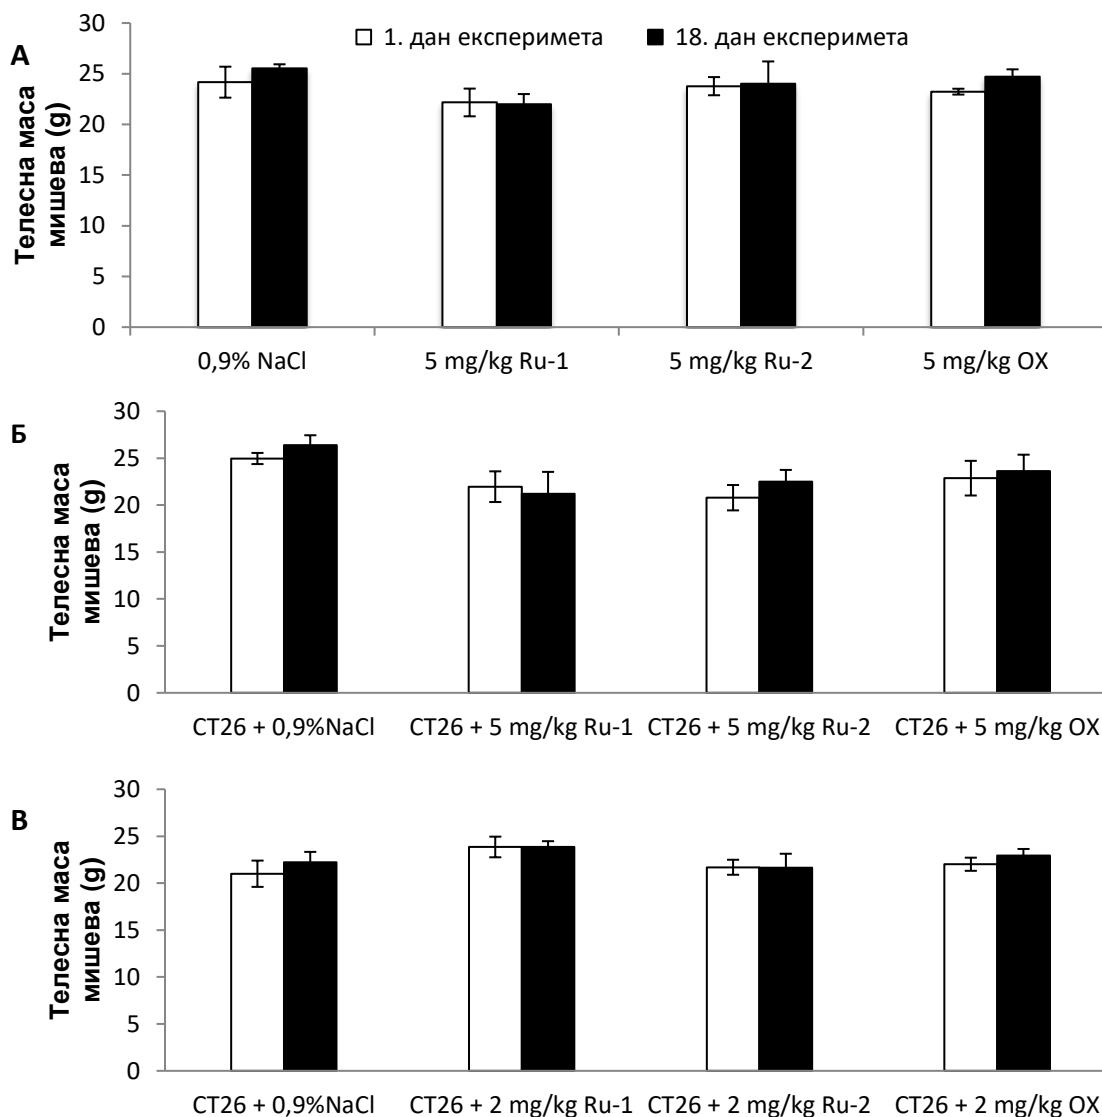 А
1. дан експеримета
18. дан експеримета
Телесна маса
мишева (g)
30
25
20
15
10
5
0
0,9% NaCl
5 mg/kg Ru-1
5 mg/kg Ru-2
5 mg/kg OX
Б
Телесна маса
мишева (g)
30
25
20
15
10
5
0
CT26 + 0,9%NaCl
CT26 + 5 mg/kg Ru-1
CT26 + 5 mg/kg Ru-2
CT26 + 5 mg/kg OX
В
Телесна маса
мишева (g)
30
25
20
15
10
5
0
CT26 + 0,9%NaCl
CT26 + 2 mg/kg Ru-1
CT26 + 2 mg/kg Ru-2
CT26 + 2 mg/kg OX